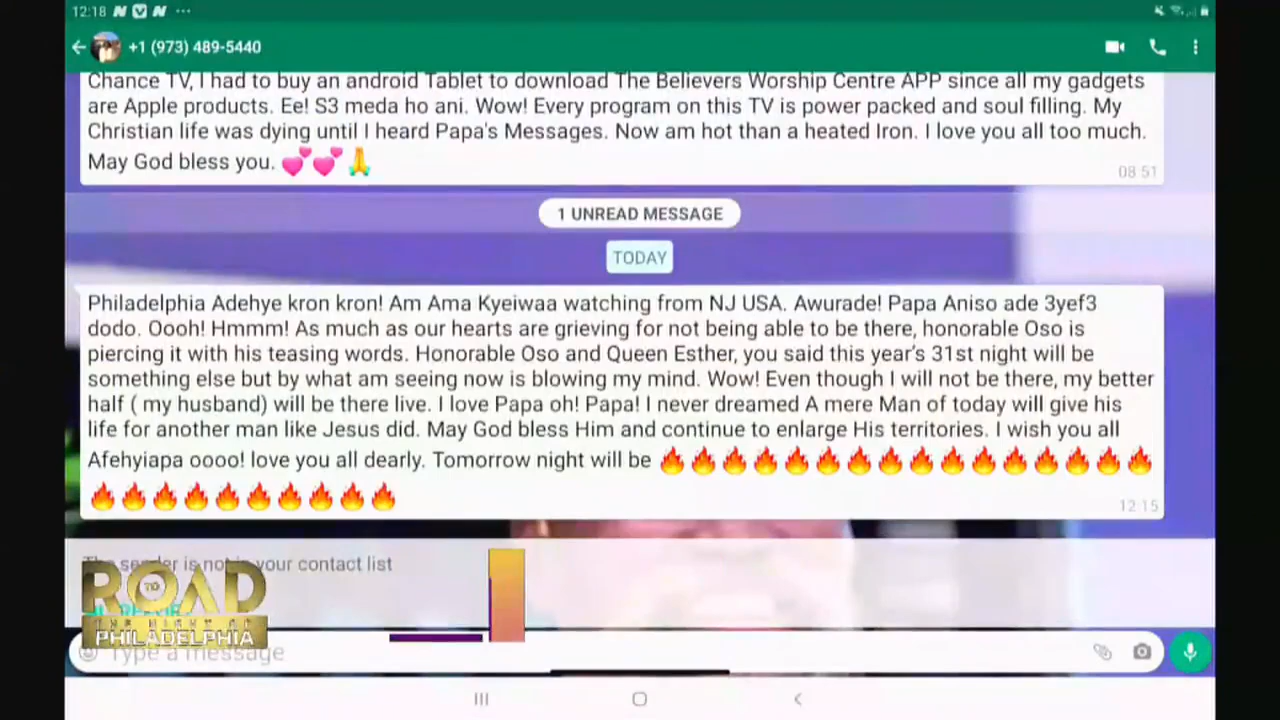 12:18
+1 (973) 489-5440
Chance TV, I had to buy an android Tablet to download The Believers Worship Centre APP since all my gadgets
are Apple products. Ee! S3 meda ho ani. Wow! Every program on this TV is power packed and soul filling. My
Christian life was dying until I heard Papa's Messages. Now am hot than a heated Iron. I love you all too much.
May God bless you. 💕💕🙏
08:51
1 UNREAD MESSAGE
TODAY
Philadelphia Adehye kron kron! Am Ama Kyeiwaa watching from NJ USA. Awurade! Papa Aniso ade 3yef3
dodo. Oooh! Hmmm! As much as our hearts are grieving for not being able to be there, honorable Oso is
piercing it with his teasing words. Honorable Oso and Queen Esther, you said this year's 31st night will be
something else but by what am seeing now is blowing my mind. Wow! Even though I will not be there, my better
half ( my husband) will be there live. I love Papa oh! Papa! I never dreamed A mere Man of today will give his
life for another man like Jesus did. May God bless Him and continue to enlarge His territories. I wish you all
Afehyiapa oooo! love you all dearly. Tomorrow night will be 🔥🔥🔥🔥🔥🔥🔥🔥🔥🔥🔥🔥🔥🔥🔥🔥
🔥🔥🔥🔥🔥🔥🔥🔥🔥🔥
12:15
The sender is not in your contact list
ROAD
TO
THE NIGHT OF
PHILADELPHIA
Type a message